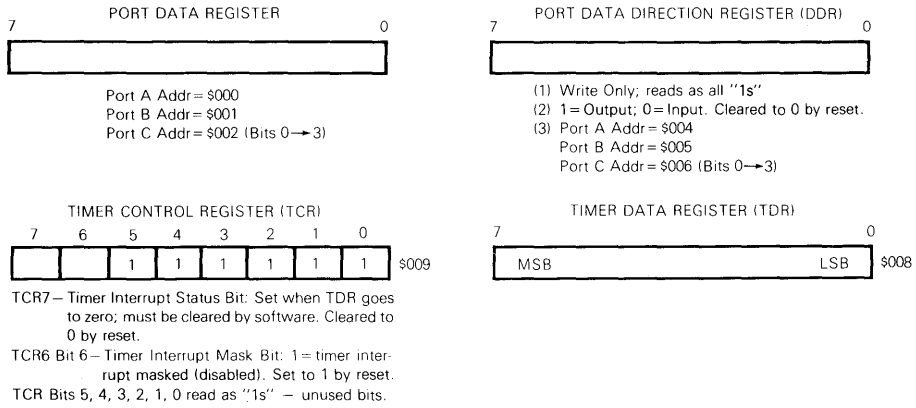 PORT DATA REGISTER
7 0
Port A Addr = $000
Port B Addr = $001
Port C Addr = $002 (Bits 0→3)
PORT DATA DIRECTION REGISTER (DDR)
7 0
(1) Write Only; reads as all "1s"
(2) 1 = Output; 0 = Input. Cleared to 0 by reset.
(3) Port A Addr = $004
Port B Addr = $005
Port C Addr = $006 (Bits 0→3)
TIMER CONTROL REGISTER (TCR)
7 6 5 4 3 2 1 0
1 1 1 1 1 1 $009
TCR7 – Timer Interrupt Status Bit: Set when TDR goes
to zero; must be cleared by software. Cleared to
0 by reset.
TCR6 Bit 6 – Timer Interrupt Mask Bit: 1 = timer inter-
rupt masked (disabled). Set to 1 by reset.
TCR Bits 5, 4, 3, 2, 1, 0 read as "1s" – unused bits.
TIMER DATA REGISTER (TDR)
7 0
MSB LSB $008